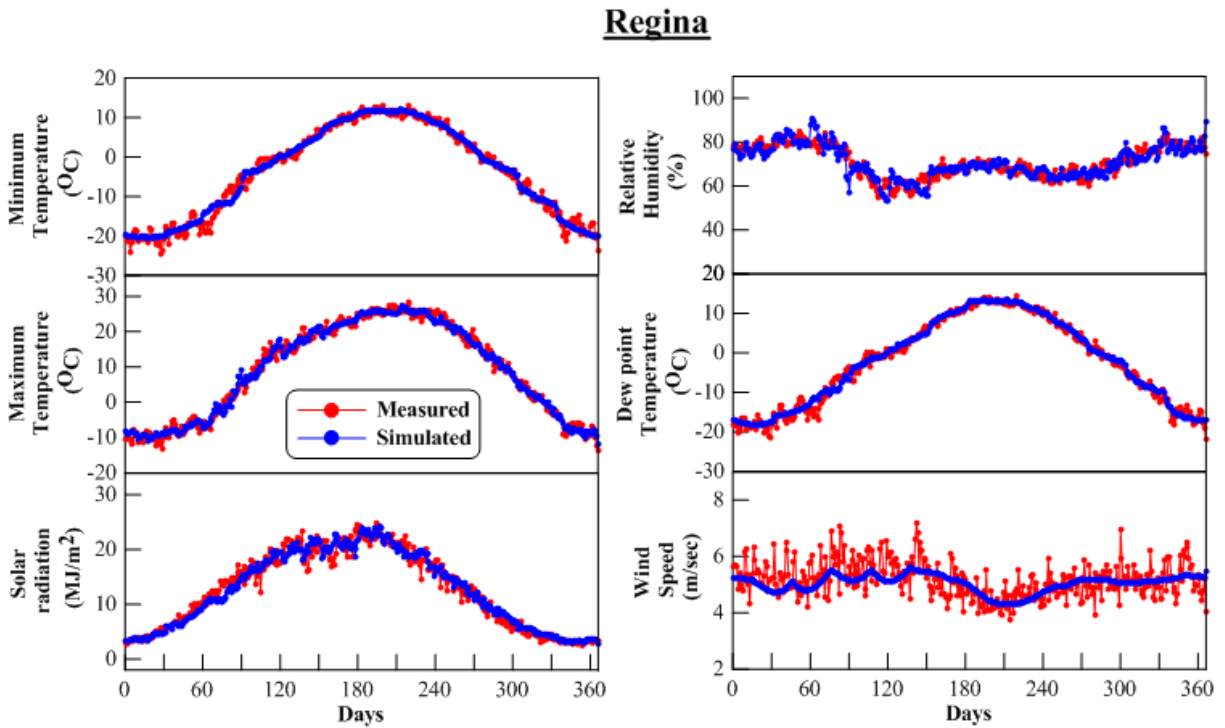 Regina
Minimum
Temperature
(OC)
20
10
0
-10
-20
-30
Maximum
Temperature
(OC)
30
20
10
0
-10
-20
Measured
Simulated
Solar
radiation
(MJ/m2)
30
20
10
0
0 60 120 180 240 300 360
Days
Relative
Humidity
(%)
100
80
60
40
20
Dew point
Temperature
(OC)
10
0
-10
-20
-30
Wind
Speed
(m/sec)
8
6
4
2
0 60 120 180 240 300 360
Days